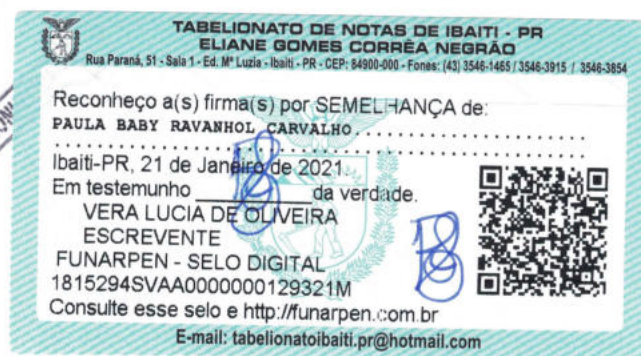 TABELIONATO DE NOTAS DE IBAITI - PR
ELIANE GOMES CORRÊA NEGRÃO
Rua Paraná, 51 - Sala 1 - Ed. Mª Luzia - Ibaiti - PR - CEP: 84900-000 - Fones: (43) 3546-1465 / 3546-3915 / 3546-3854
Reconheço a(s) firma(s) por SEMELHANÇA de:
PAULA BABY RAVANHOL CARVALHO
Ibaiti-PR, 21 de Janeiro de 2021
Em testemunho __________ da verdade.
VERA LUCIA DE OLIVEIRA
ESCREVENTE
FUNARPEN - SELO DIGITAL
1815294SVAA0000000129321M
Consulte esse selo e http://funarpen.com.br
E-mail: tabelionatoibaiti.pr@hotmail.com